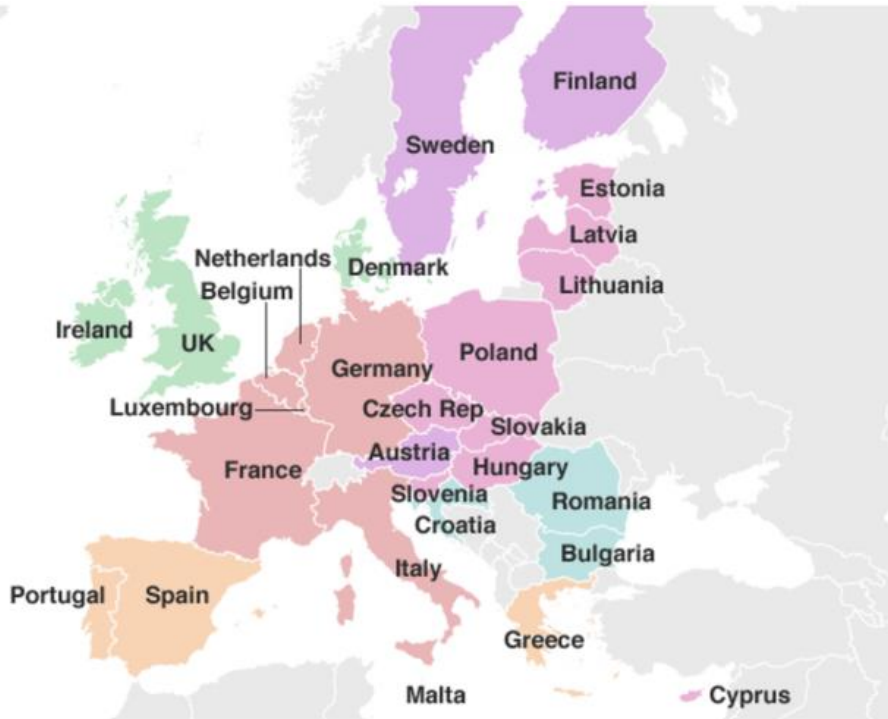 Finland
Sweden
Estonia
Latvia
Netherlands
Denmark
Belgium
Lithuania
Ireland
UK
Poland
Germany
Luxembourg
Czech Rep
Slovakia
Austria
France
Hungary
Slovenia
Romania
Croatia
Bulgaria
Italy
Portugal
Spain
Greece
Malta
Cyprus